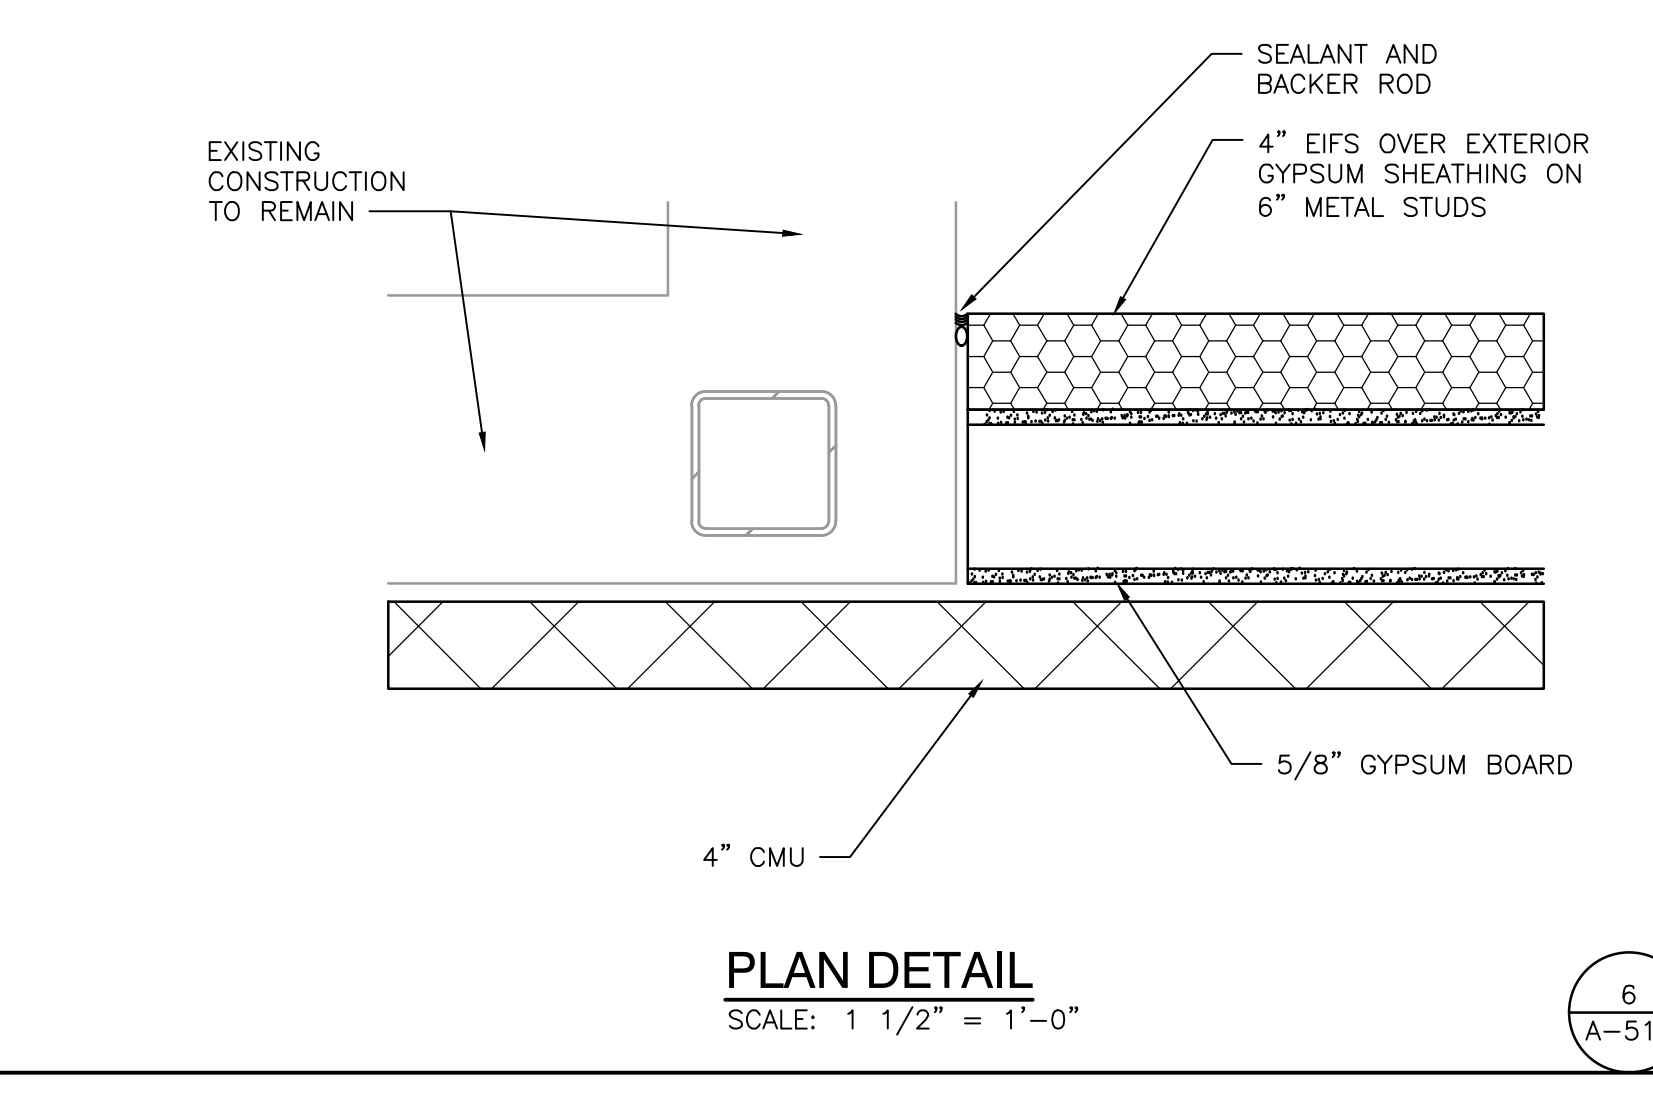 SEALANT AND
BACKER ROD
4” EIFS OVER EXTERIOR
GYPSUM SHEATHING ON
6” METAL STUDS
EXISTING
CONSTRUCTION
TO REMAIN
5/8” GYPSUM BOARD
4” CMU
PLAN DETAIL
SCALE: 1 1/2” = 1’-0”
6
A-51